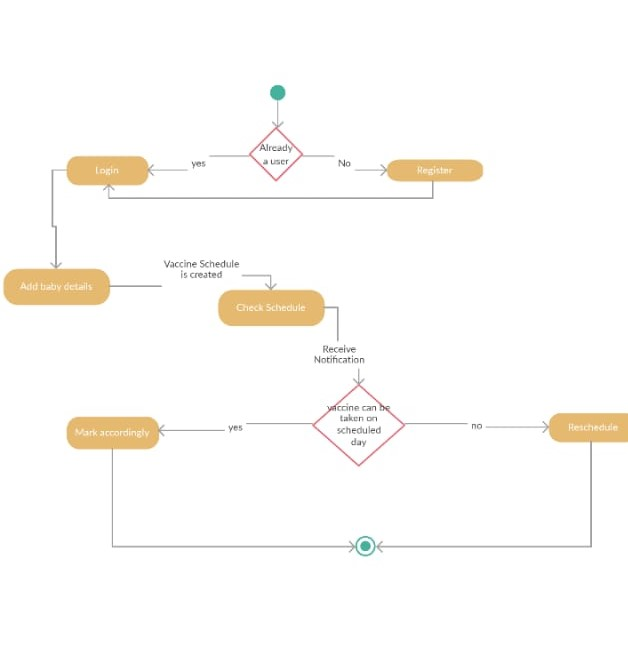 Already
a user
yes
No
Login
Register
Vaccine Schedule
is created
Add baby details
Check Schedule
Receive
Notification
vaccine can be
taken on
scheduled
day
yes
no
Mark accordingly
Reschedule